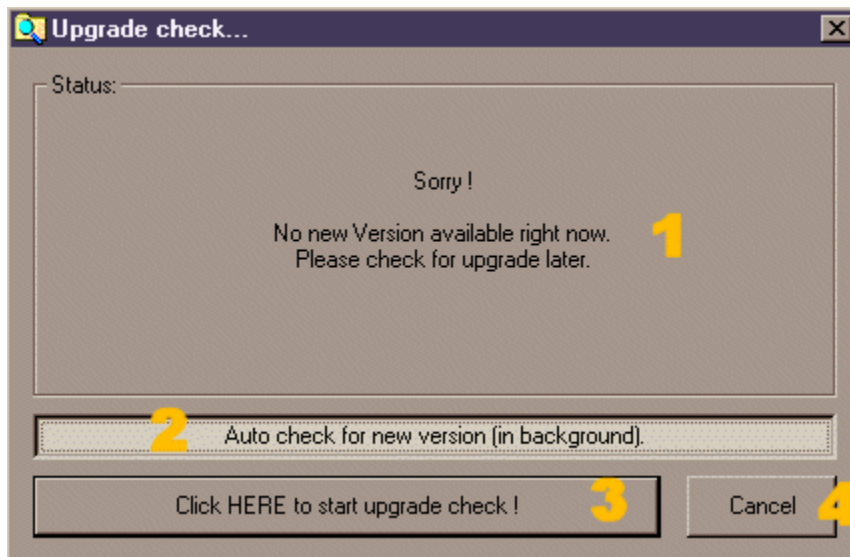 Upgrade check...
Status:
Sorry !
No new Version available right now.
Please check for upgrade later.
1
2
Auto check for new version (in background).
Click HERE to start upgrade check !
3
Cancel
4